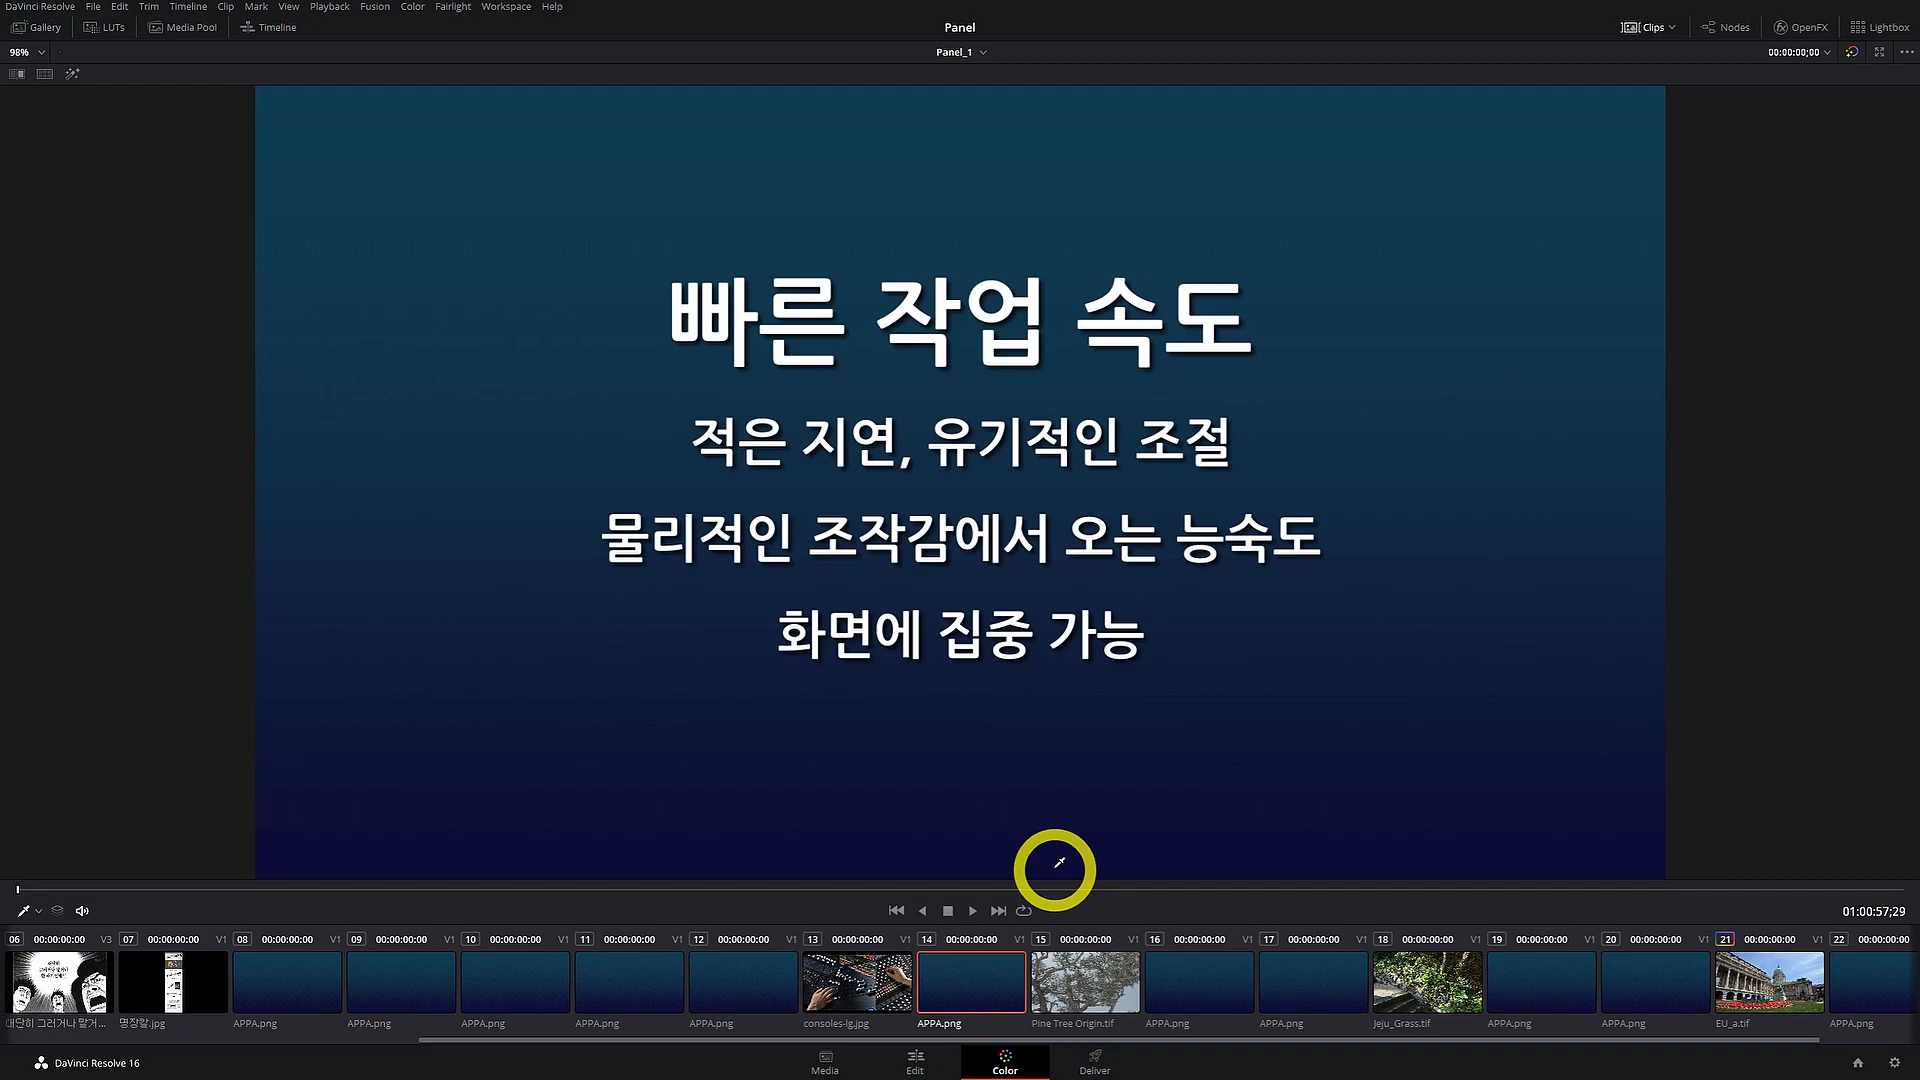 DaVinci Resolve File Edit Trim Timeline Clip Mark View Playback Fusion Color Fairlight Workspace Help
Gallery LUTs Media Pool Timeline Panel Clips Nodes OpenFX Lightbox
98% Panel_1 00:00:00;00
빠른 작업 속도
적은 지연, 유기적인 조절
물리적인 조작감에서 오는 능숙도
화면에 집중 가능
01:00:57;29
06 00:00:00:00 V3 07 00:00:00:00 V1 08 00:00:00:00 V1 09 00:00:00:00 V1 10 00:00:00:00 V1 11 00:00:00:00 V1 12 00:00:00:00 V1 13 00:00:00:00 V1 14 00:00:00:00 V1 15 00:00:00:00 V1 16 00:00:00:00 V1 17 00:00:00:00 V1 18 00:00:00:00 V1 19 00:00:00:00 V1 20 00:00:00:00 V1 21 00:00:00:00 V1 22 00:00:00:00
대단히 그러거나 말거... 명장칼.jpg APPA.png APPA.png APPA.png APPA.png APPA.png consoles-lg.jpg APPA.png Pine Tree Origin.tif APPA.png APPA.png Jeju_Grass.tif APPA.png APPA.png EU_a.tif APPA.png
DaVinci Resolve 16 Media Edit Color Deliver